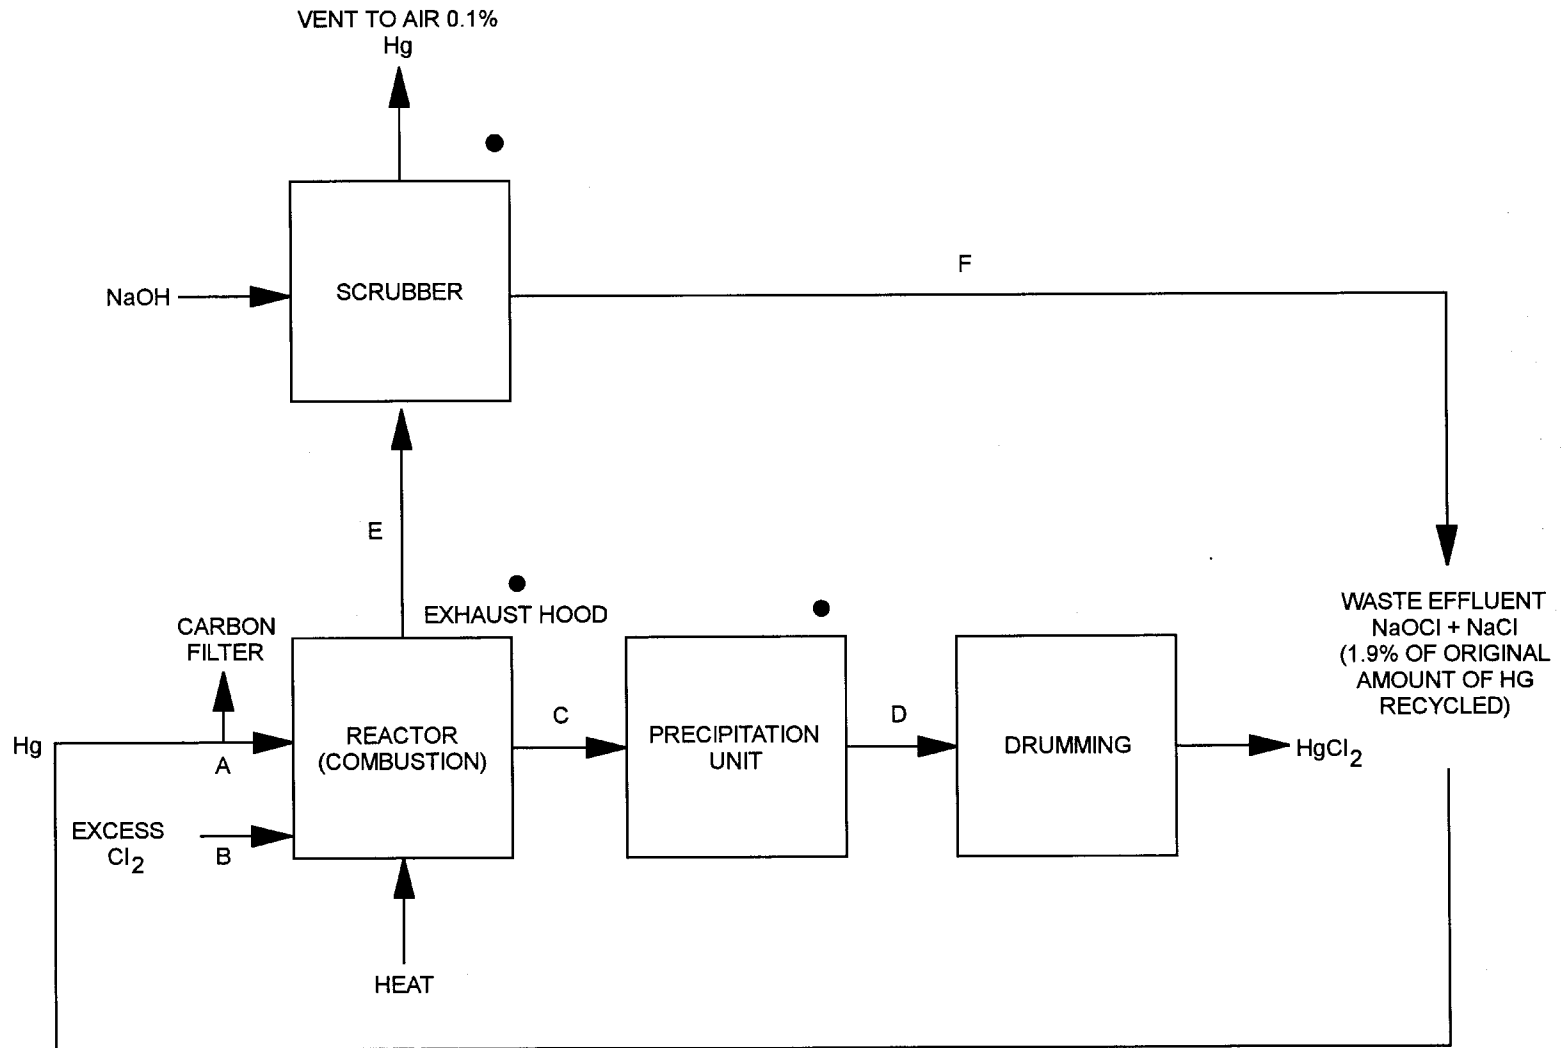 VENT TO AIR 0.1%
Hg
NaOH
SCRUBBER
F
E
EXHAUST HOOD
CARBON
FILTER
WASTE EFFLUENT
NaOCl + NaCl
(1.9% OF ORIGINAL
AMOUNT OF HG
RECYCLED)
Hg
A
REACTOR
(COMBUSTION)
C
PRECIPITATION
UNIT
D
DRUMMING
HgCl2
EXCESS
Cl2
B
HEAT